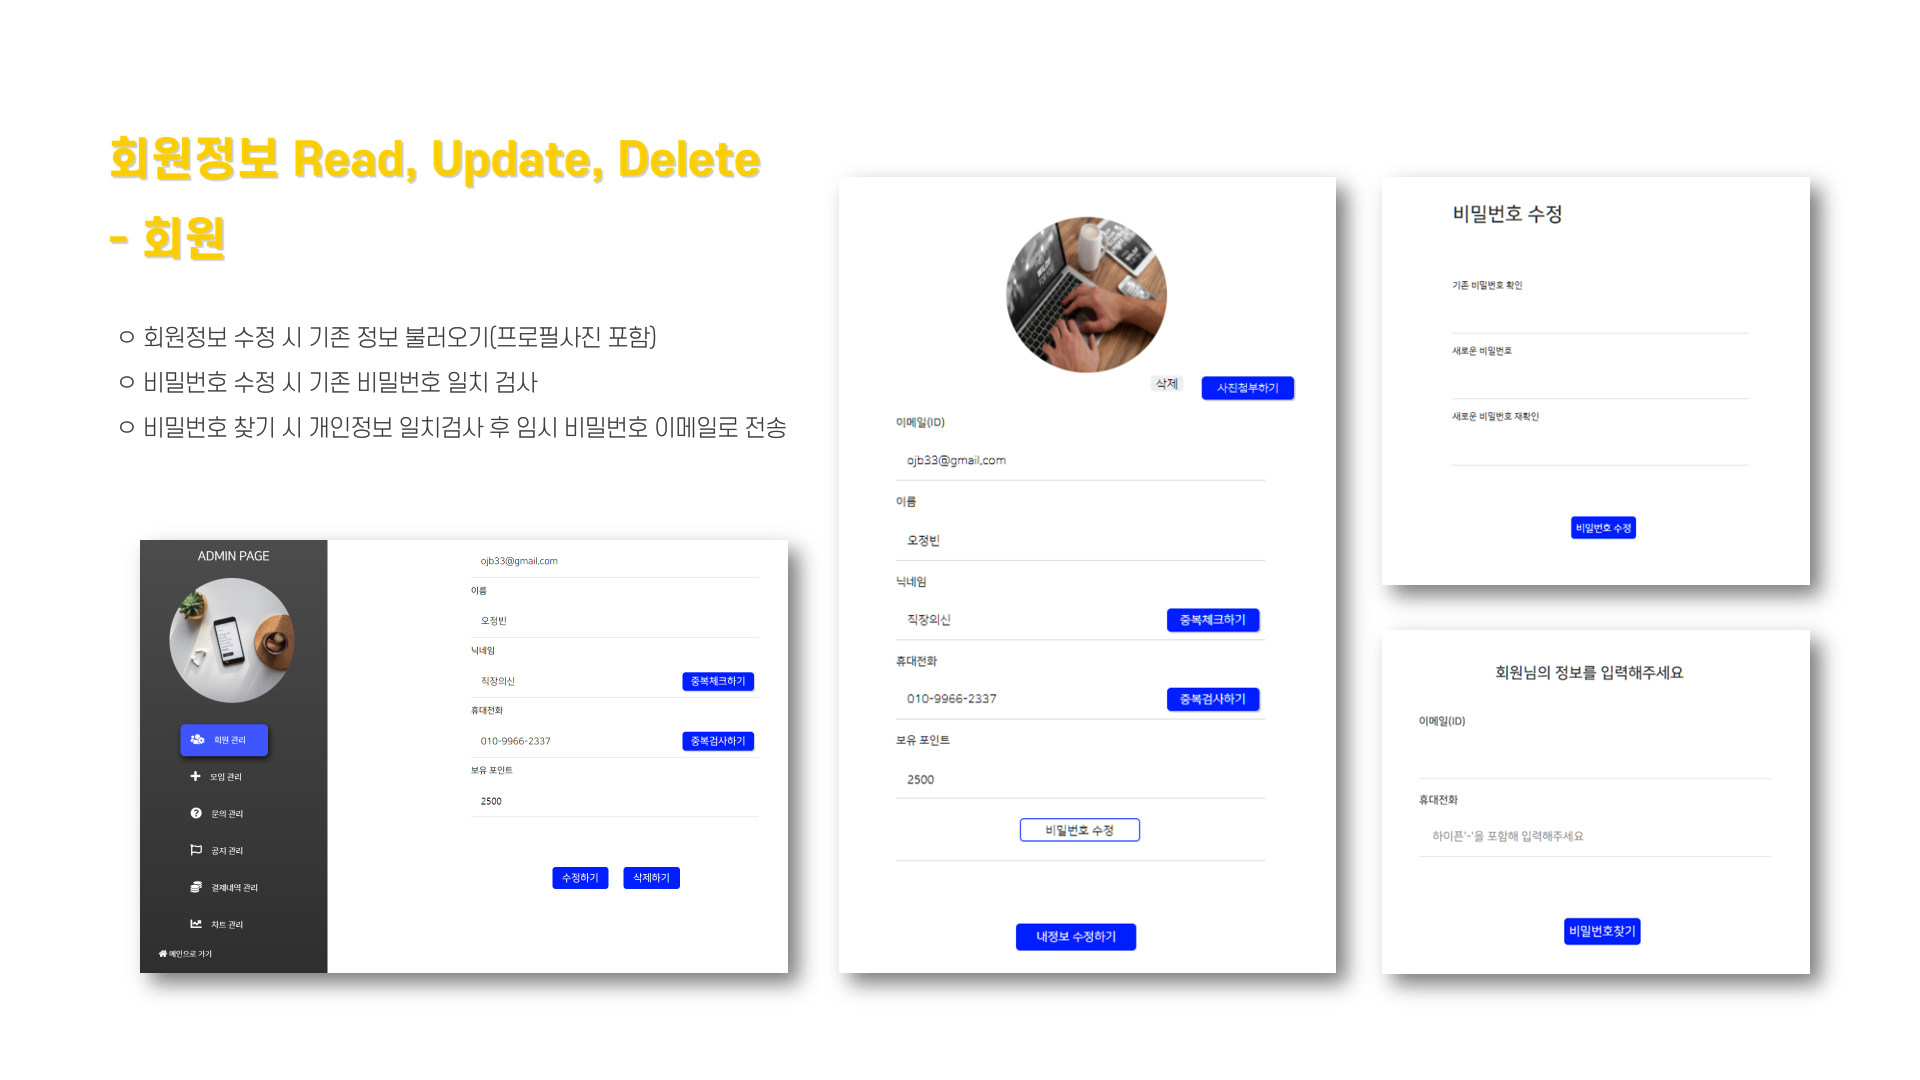 회원정보 Read, Update, Delete
- 회원
회원정보 수정 시 기존 정보 불러오기(프로필사진 포함)
비밀번호 수정 시 기존 비밀번호 일치 검사
비밀번호 찾기 시 개인정보 일치검사 후 임시 비밀번호 이메일로 전송
ADMIN PAGE
회원 관리
모임 관리
문의 관리
공지 관리
결제내역 관리
차트 관리
메인으로 가기
ojb33@gmail.com
이름
오정빈
닉네임
직장의신
중복체크하기
휴대전화
010-9966-2337
중복검사하기
보유 포인트
2500
수정하기
삭제하기
삭제
사진첨부하기
이메일(ID)
ojb33@gmail.com
이름
오정빈
닉네임
직장의신
중복체크하기
휴대전화
010-9966-2337
중복검사하기
보유 포인트
2500
비밀번호 수정
내정보 수정하기
비밀번호 수정
기존 비밀번호 확인
새로운 비밀번호
새로운 비밀번호 재확인
비밀번호 수정
회원님의 정보를 입력해주세요
이메일(ID)
휴대전화
하이픈'-'을 포함해 입력해주세요
비밀번호찾기